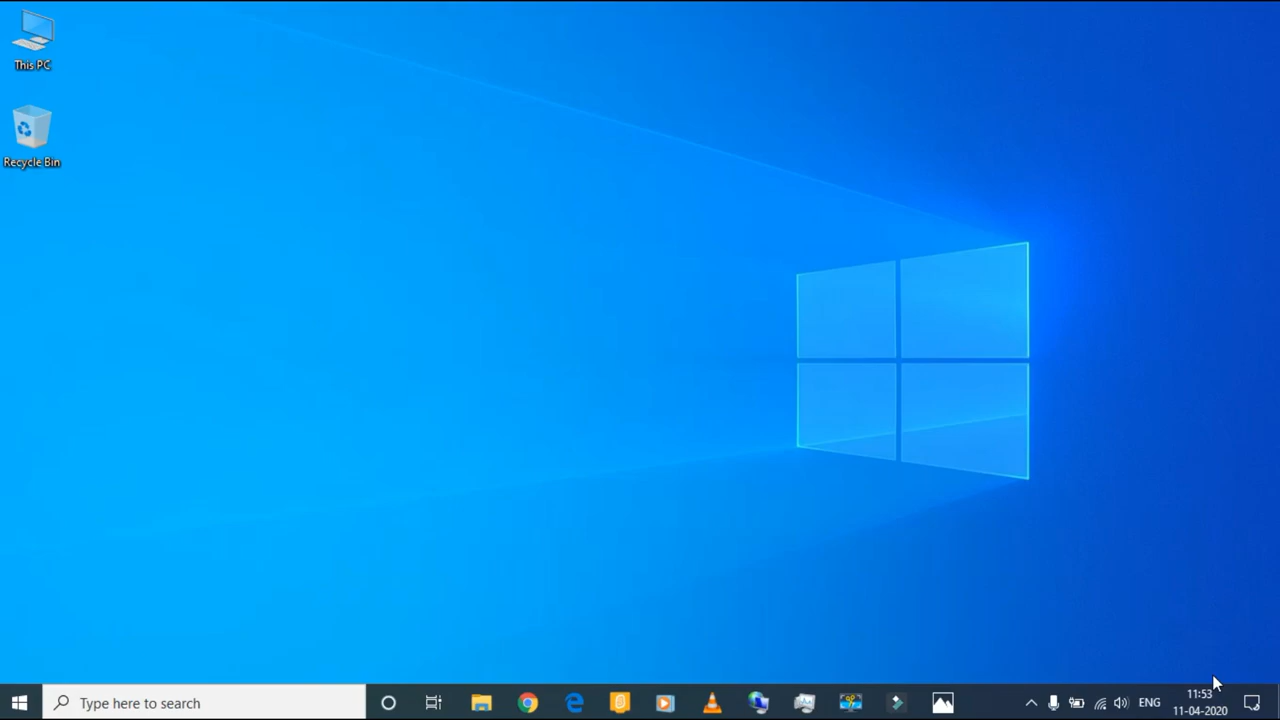 This PC
Recycle Bin
Type here to search
ENG
11:53
11-04-2020